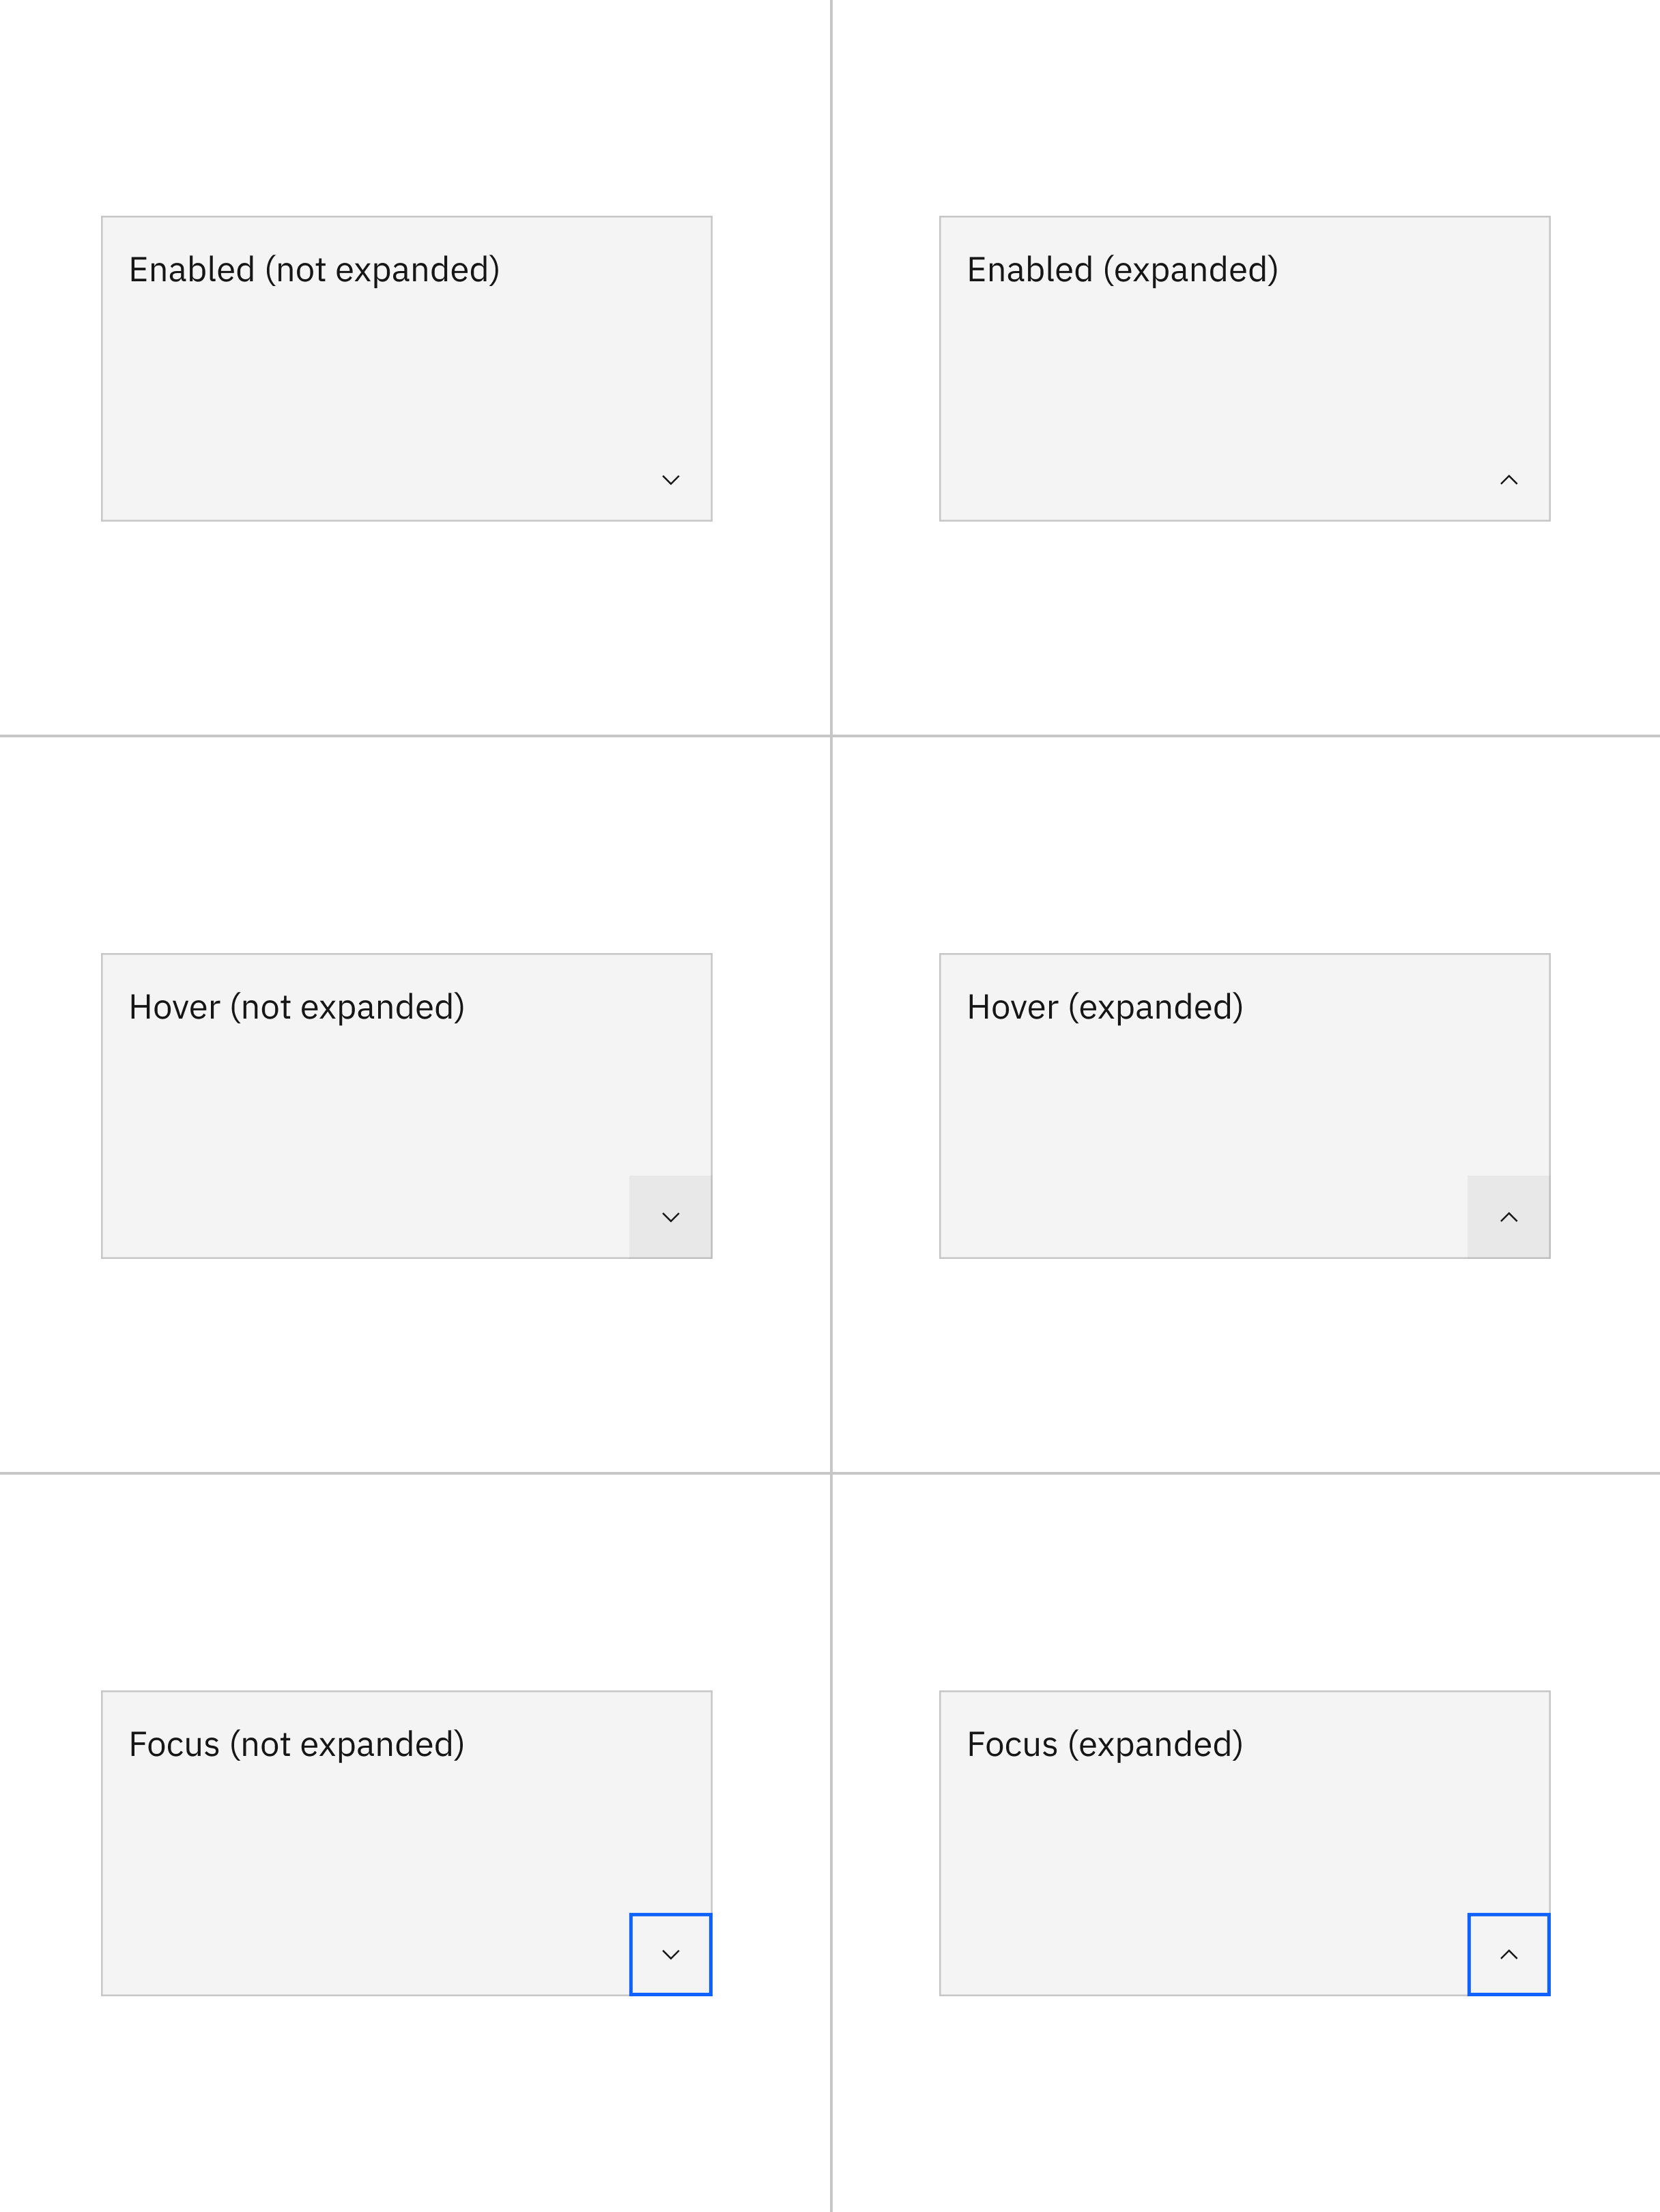 Enabled (not expanded)
Enabled (expanded)
Hover (not expanded)
Hover (expanded)
Focus (not expanded)
Focus (expanded)